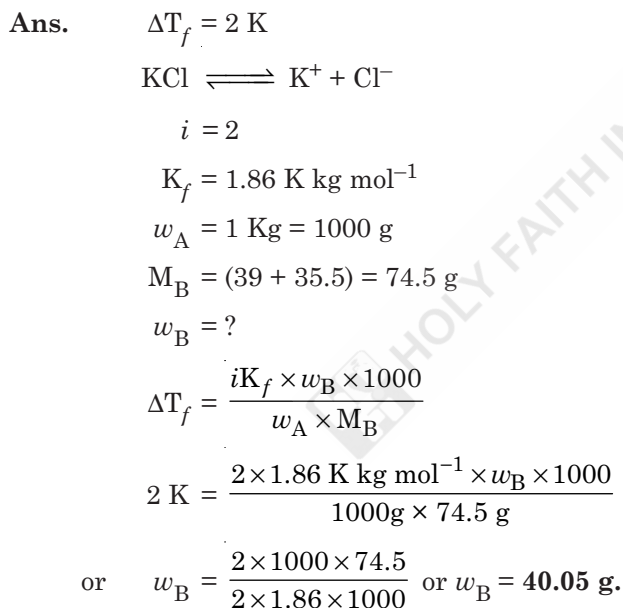 Ans. ΔT_f = 2 K
KCl ⇌ K⁺ + Cl⁻
i = 2
K_f = 1.86 K kg mol⁻¹
w_A = 1 Kg = 1000 g
M_B = (39 + 35.5) = 74.5 g
w_B = ?
ΔT_f = (iK_f × w_B × 1000) / (w_A × M_B)
2 K = (2 × 1.86 K kg mol⁻¹ × w_B × 1000) / (1000g × 74.5 g)
or w_B = (2 × 1000 × 74.5) / (2 × 1.86 × 1000) or w_B = 40.05 g.
HOLY FAITH